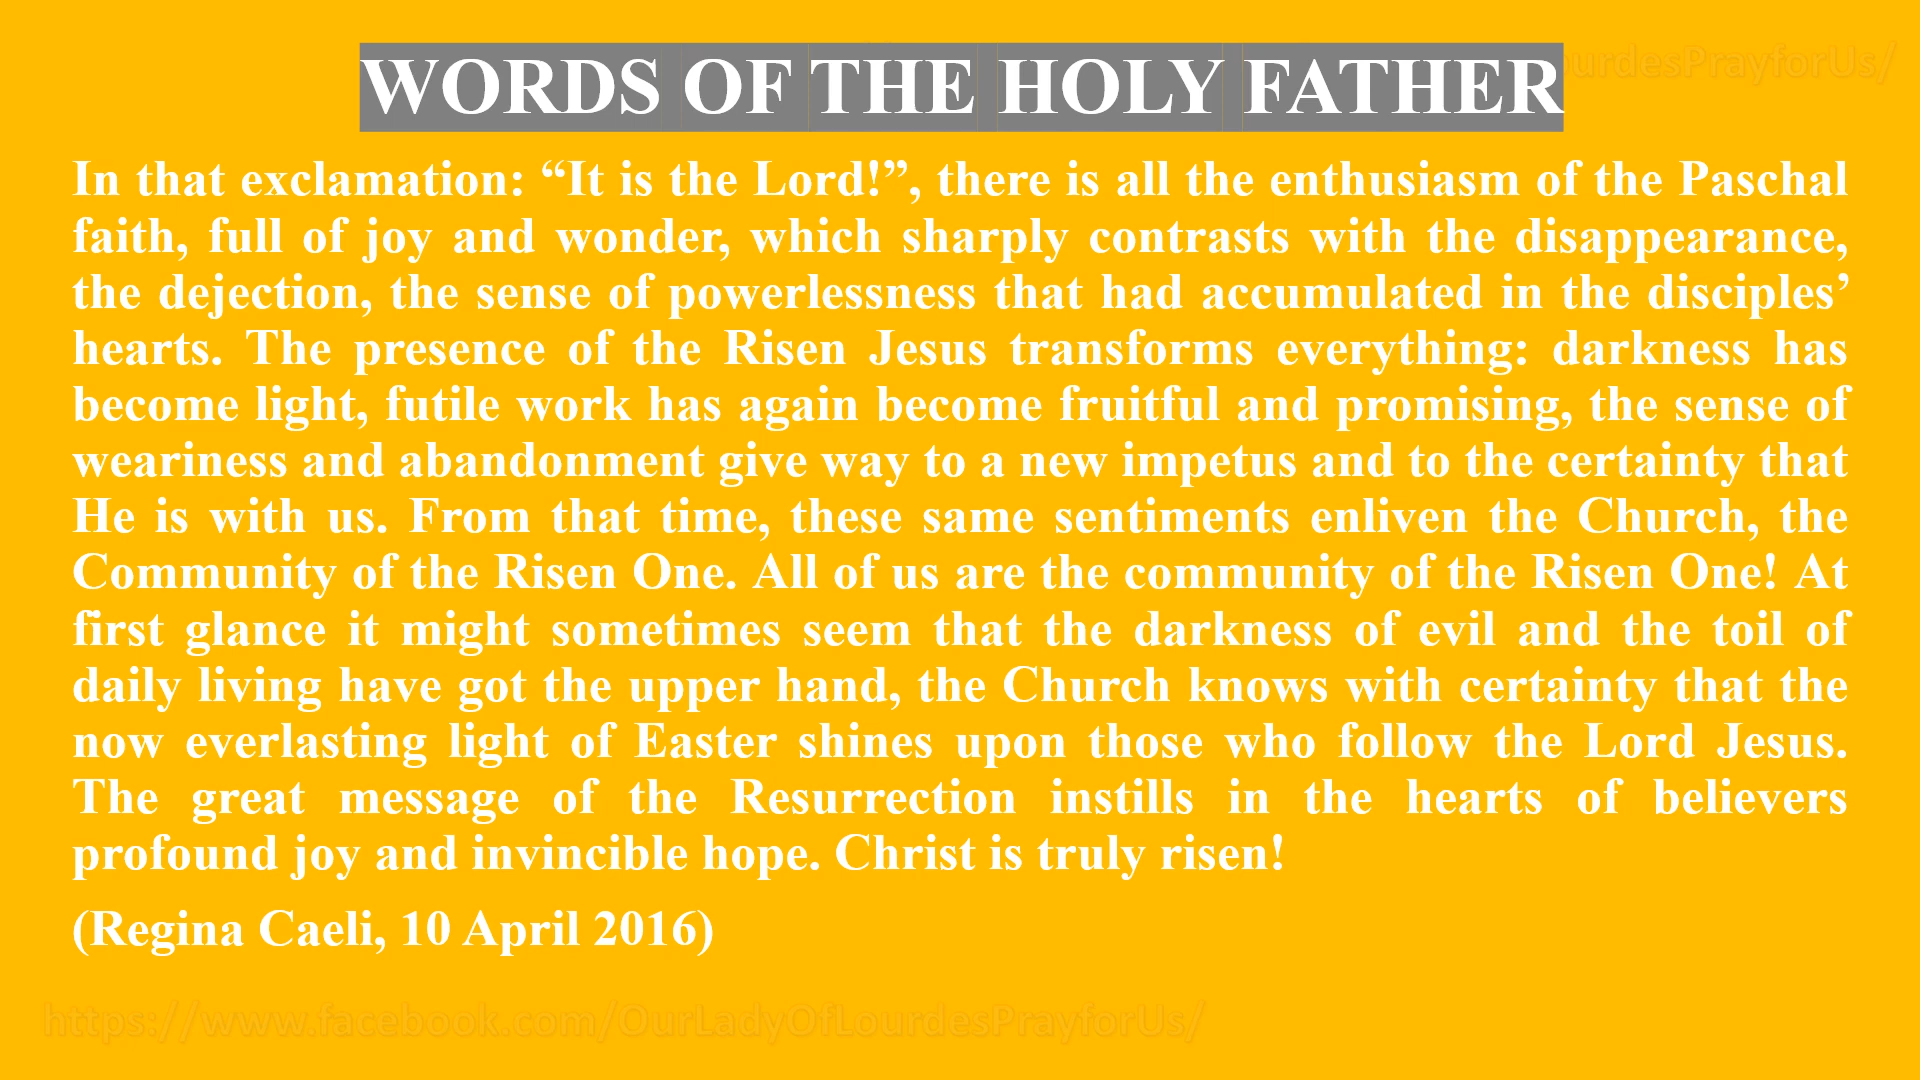 WORDS OF THE HOLY FATHER
urdesPrayforUs/
In that exclamation: “It is the Lord!”, there is all the enthusiasm of the Paschal
faith, full of joy and wonder, which sharply contrasts with the disappearance,
the dejection, the sense of powerlessness that had accumulated in the disciples’
hearts. The presence of the Risen Jesus transforms everything: darkness has
become light, futile work has again become fruitful and promising, the sense of
weariness and abandonment give way to a new impetus and to the certainty that
He is with us. From that time, these same sentiments enliven the Church, the
Community of the Risen One. All of us are the community of the Risen One! At
first glance it might sometimes seem that the darkness of evil and the toil of
daily living have got the upper hand, the Church knows with certainty that the
now everlasting light of Easter shines upon those who follow the Lord Jesus.
The great message of the Resurrection instills in the hearts of believers
profound joy and invincible hope. Christ is truly risen!
(Regina Caeli, 10 April 2016)
https://www.facebook.com/OurLadyOfLourdesPrayforUs/